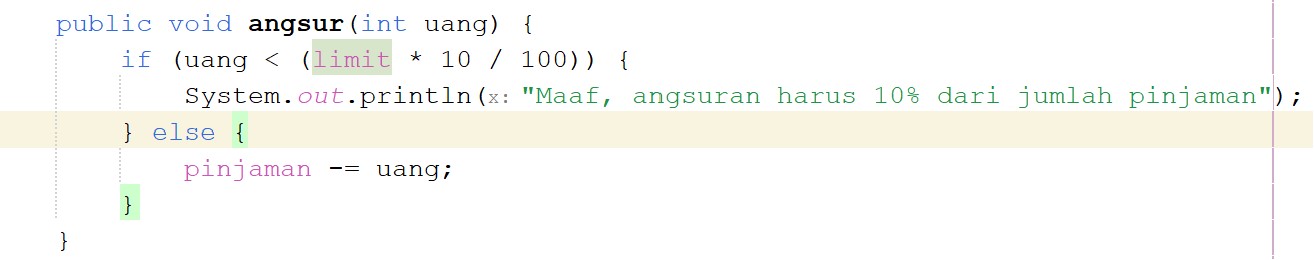 public void angsur(int uang) {
if (uang < (limit * 10 / 100)) {
System.out.println(x: "Maaf, angsuran harus 10% dari jumlah pinjaman");
} else {
pinjaman -= uang;
}
}